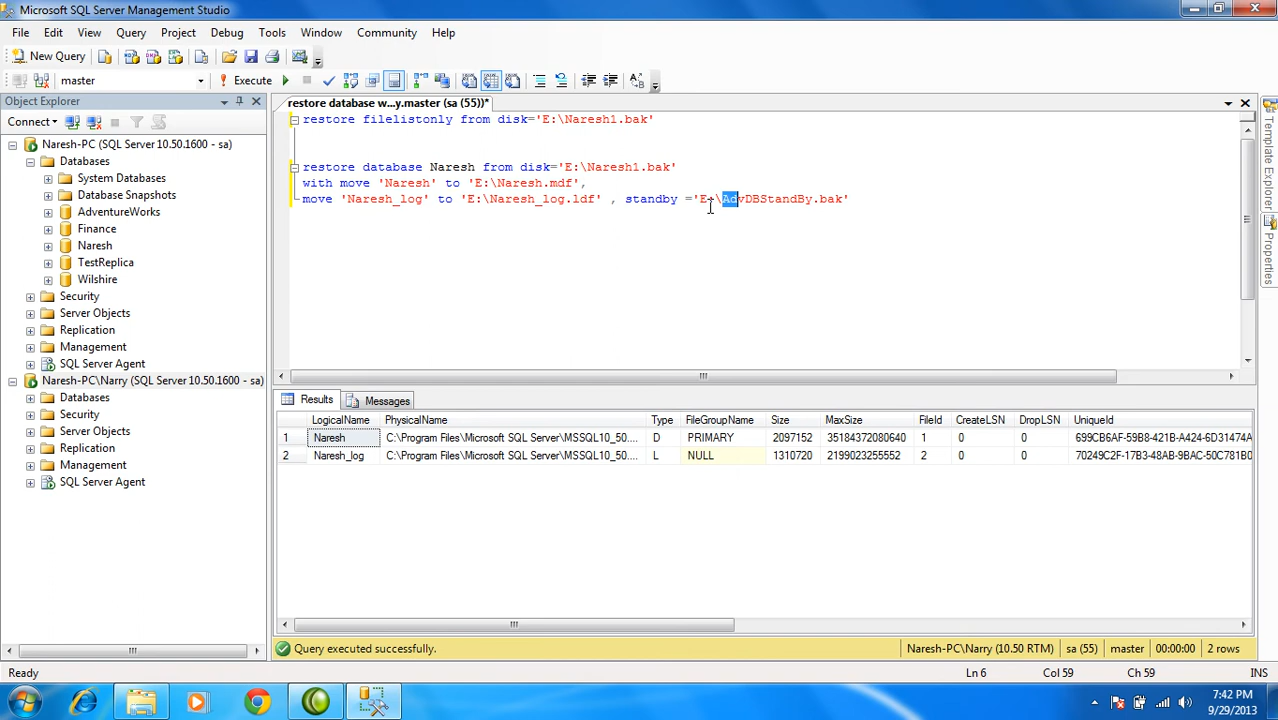 Microsoft SQL Server Management Studio
File Edit View Query Project Debug Tools Window Community Help
New Query
master Execute
Object Explorer
Connect
Naresh-PC (SQL Server 10.50.1600 - sa)
Databases
System Databases
Database Snapshots
AdventureWorks
Finance
Naresh
TestReplica
Wilshire
Security
Server Objects
Replication
Management
SQL Server Agent
Naresh-PC\Narry (SQL Server 10.50.1600 - sa)
Databases
Security
Server Objects
Replication
Management
SQL Server Agent
restore database w...y.master (sa (55))*
restore filelistonly from disk='E:\Naresh1.bak'
restore database Naresh from disk='E:\Naresh1.bak'
with move 'Naresh' to 'E:\Naresh.mdf',
move 'Naresh_log' to 'E:\Naresh_log.ldf' , standby ='E:\AdvDBStandBy.bak'
Results Messages
LogicalName PhysicalName Type FileGroupName Size MaxSize FileId CreateLSN DropLSN UniqueId
1 Naresh C:\Program Files\Microsoft SQL Server\MSSQL10_50.... D PRIMARY 2097152 35184372080640 1 0 0 699CB6AF-59B8-421B-A424-6D31474A
2 Naresh_log C:\Program Files\Microsoft SQL Server\MSSQL10_50.... L NULL 1310720 2199023255552 2 0 0 70249C2F-17B3-48AB-9BAC-50C781B0
Query executed successfully. Naresh-PC\Narry (10.50 RTM) sa (55) master 00:00:00 2 rows
Ready Ln 6 Col 59 Ch 59 INS
Template Explorer
Properties
7:42 PM
9/29/2013